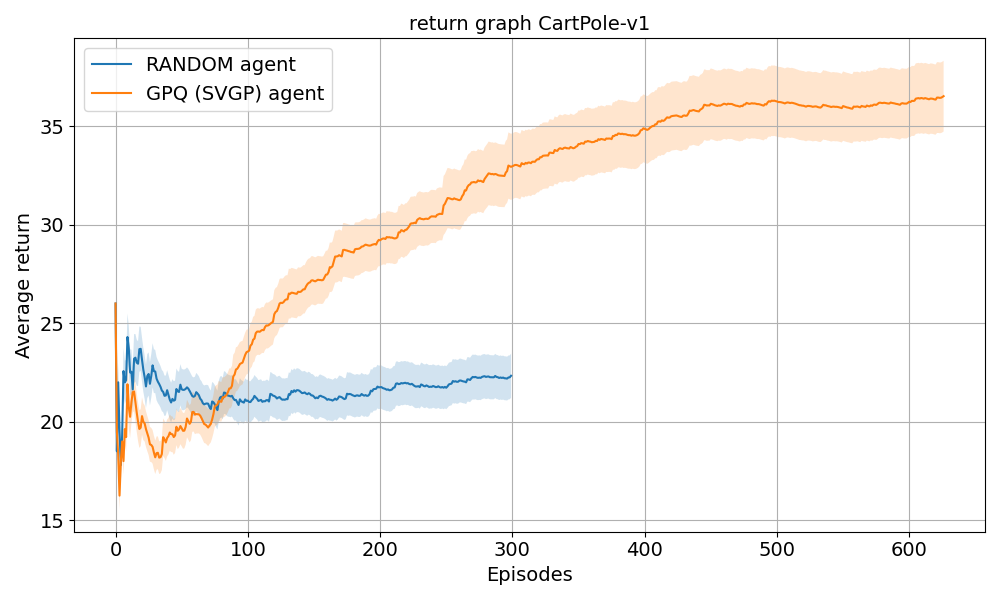 return graph CartPole-v1
RANDOM agent
GPQ (SVGP) agent
Average return
35
30
25
20
15
0 100 200 300 400 500 600
Episodes